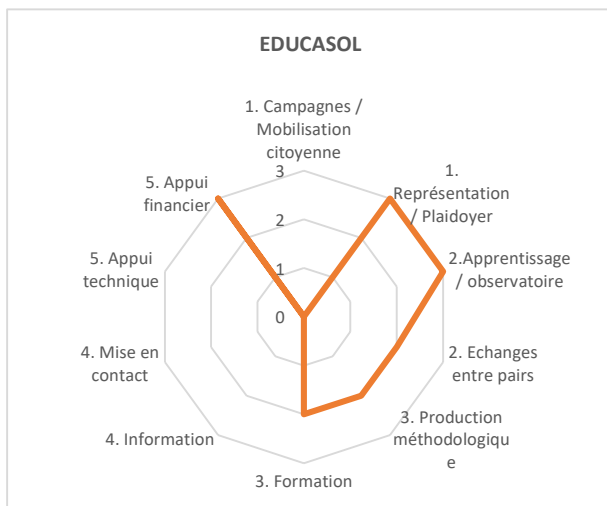 EDUCASOL
1. Campagnes /
Mobilisation
citoyenne
1.
Représentation
/ Plaidoyer
2.Apprentissage
/ observatoire
2. Echanges
entre pairs
3. Production
méthodologiqu
e
3. Formation
4. Information
4. Mise en
contact
5. Appui
technique
5. Appui
financier
3
2
1
0